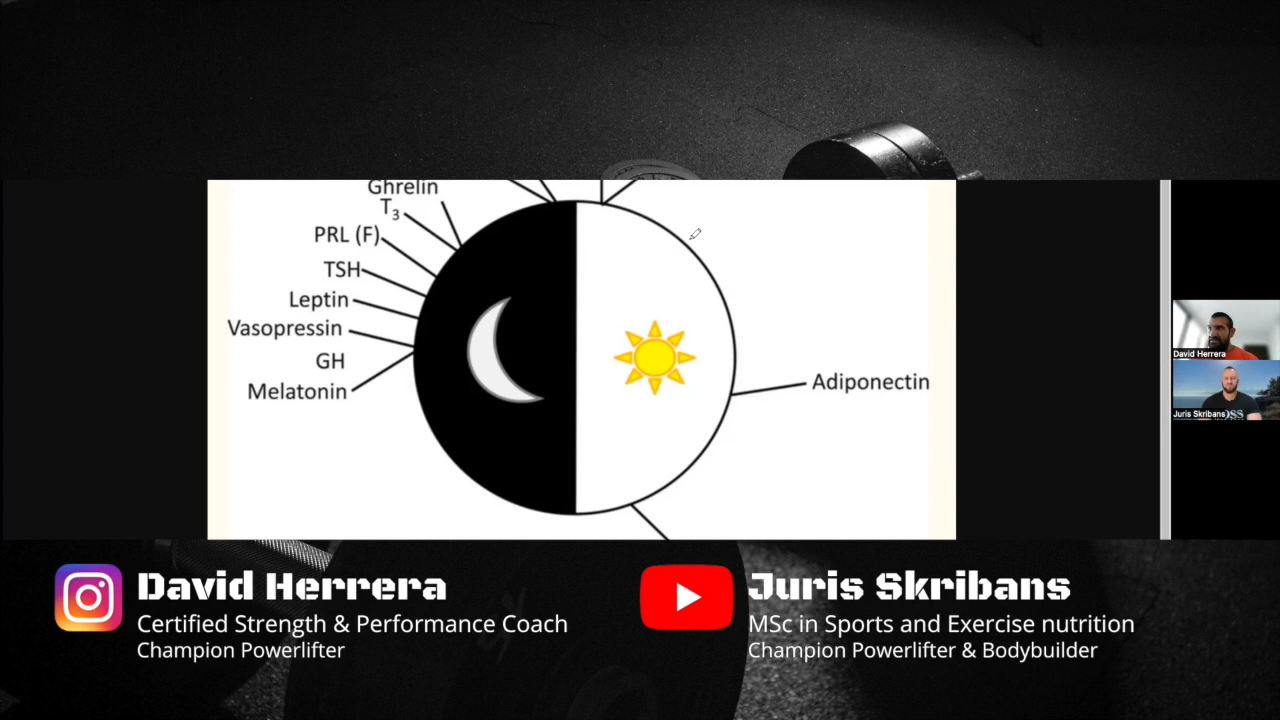 Ghrelin
T3
PRL (F)
TSH
Leptin
Vasopressin
GH
Melatonin
Adiponectin
David Herrera
Juris Skribans
David Herrera
Certified Strength & Performance Coach
Champion Powerlifter
Juris Skribans
MSc in Sports and Exercise nutrition
Champion Powerlifter & Bodybuilder